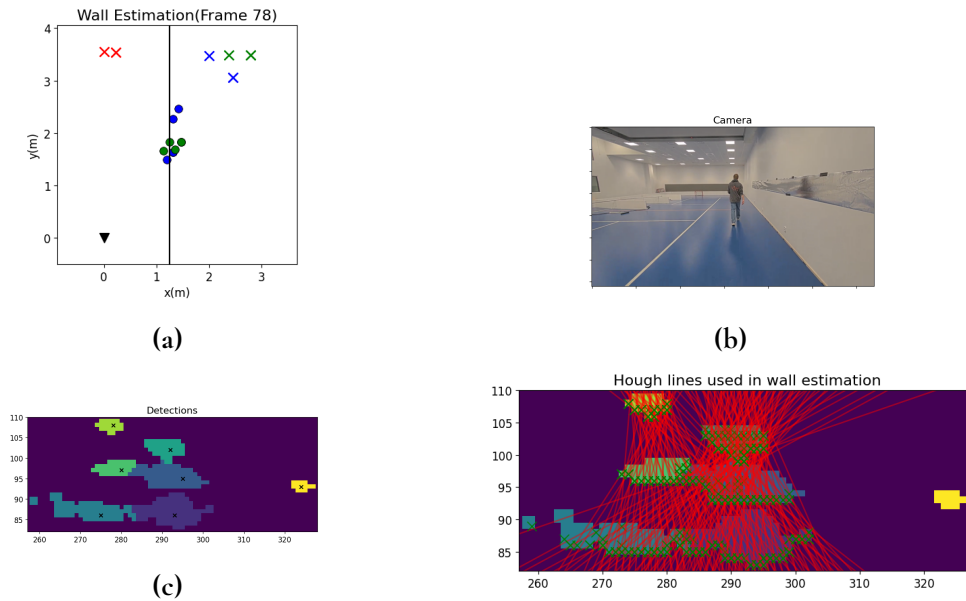 Wall Estimation(Frame 78)
4
3
2
1
0
y(m)
0 1 2 3
x(m)
(a)
Camera
(b)
Detections
110
105
100
95
90
85
260 270 280 290 300 310 320
(c)
Hough lines used in wall estimation
110
105
100
95
90
85
260 270 280 290 300 310 320